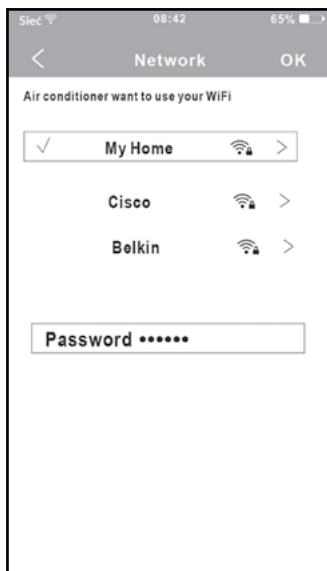 Sieć 08:42 65%
< Network OK
Air conditioner want to use your WiFi
✓ My Home >
Cisco >
Belkin >
Password ••••••